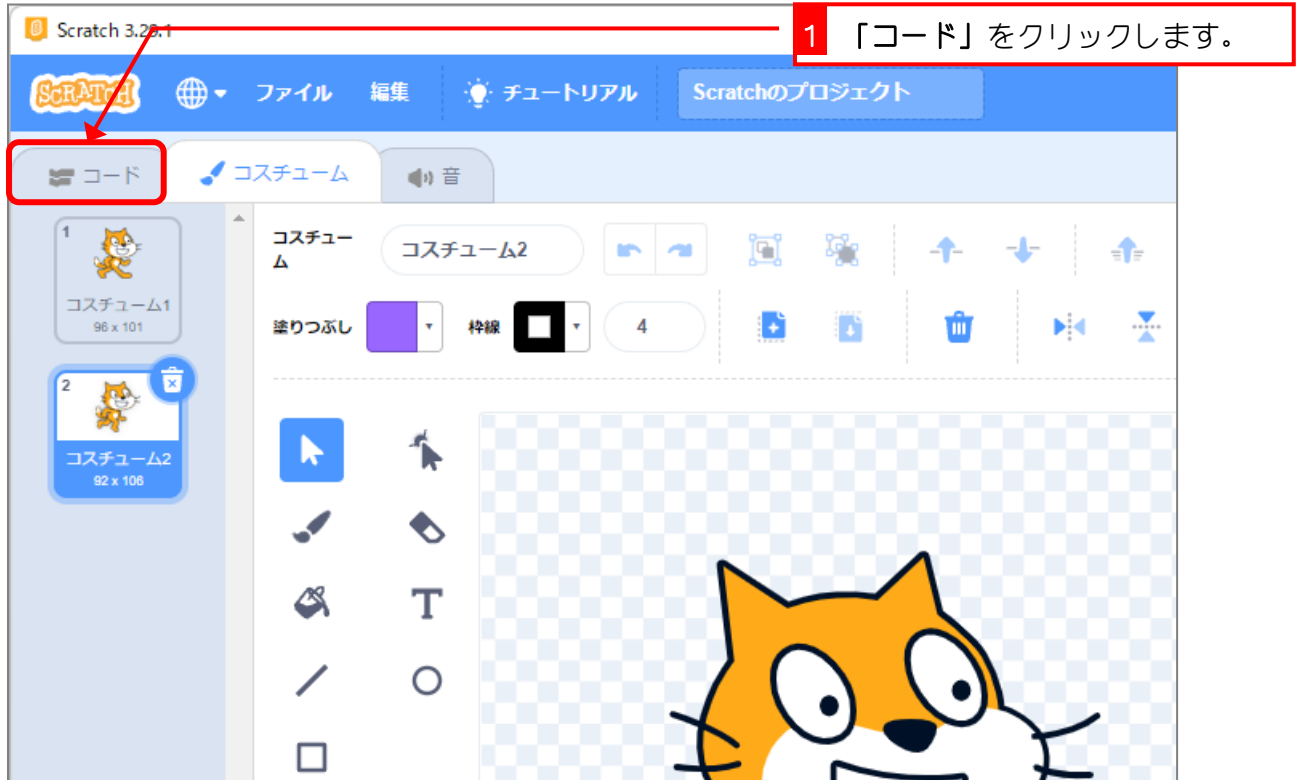 Scratch 3.29.1
1 「コード」をクリックします。
SCRATCH ファイル 編集 チュートリアル Scratchのプロジェクト
コード コスチューム 音
1
コスチューム1
96 x 101
2
コスチューム2
92 x 106
コスチュー
ム
コスチューム2
塗りつぶし 枠線 4
T